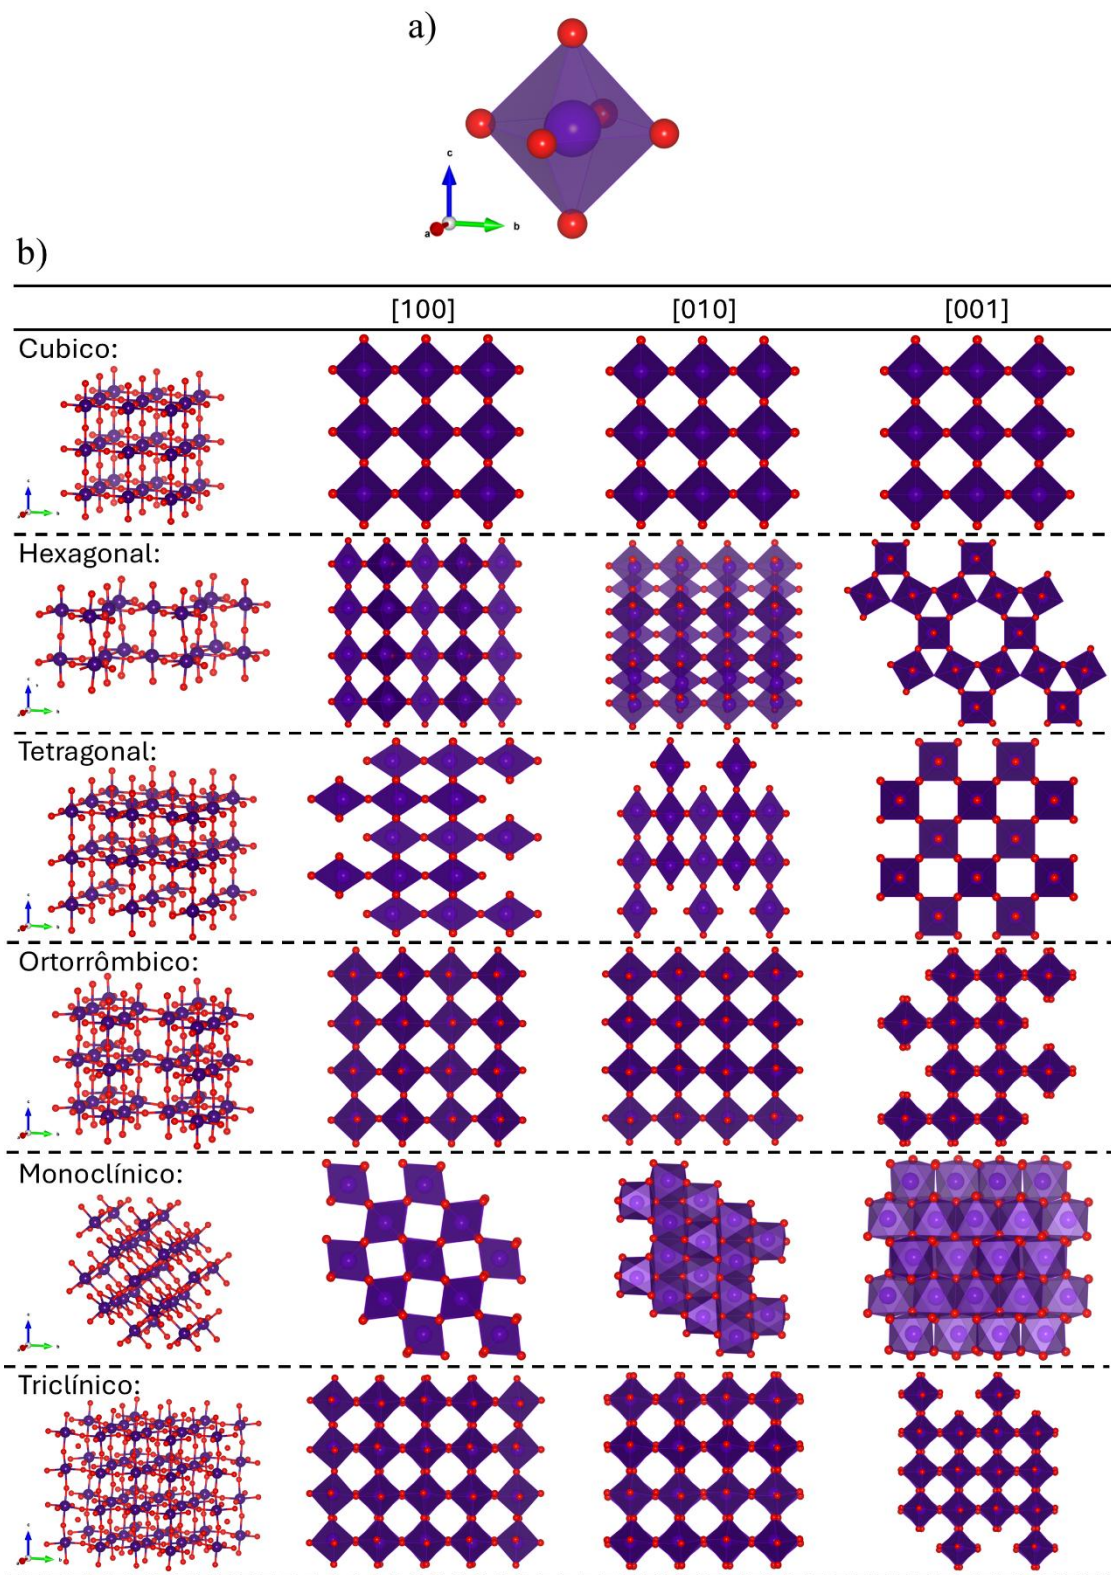 a)
c
a
b
b)
[100] [010] [001]
Cubico:
Hexagonal:
Tetragonal:
Ortorrômbico:
Monoclínico:
Triclínico: